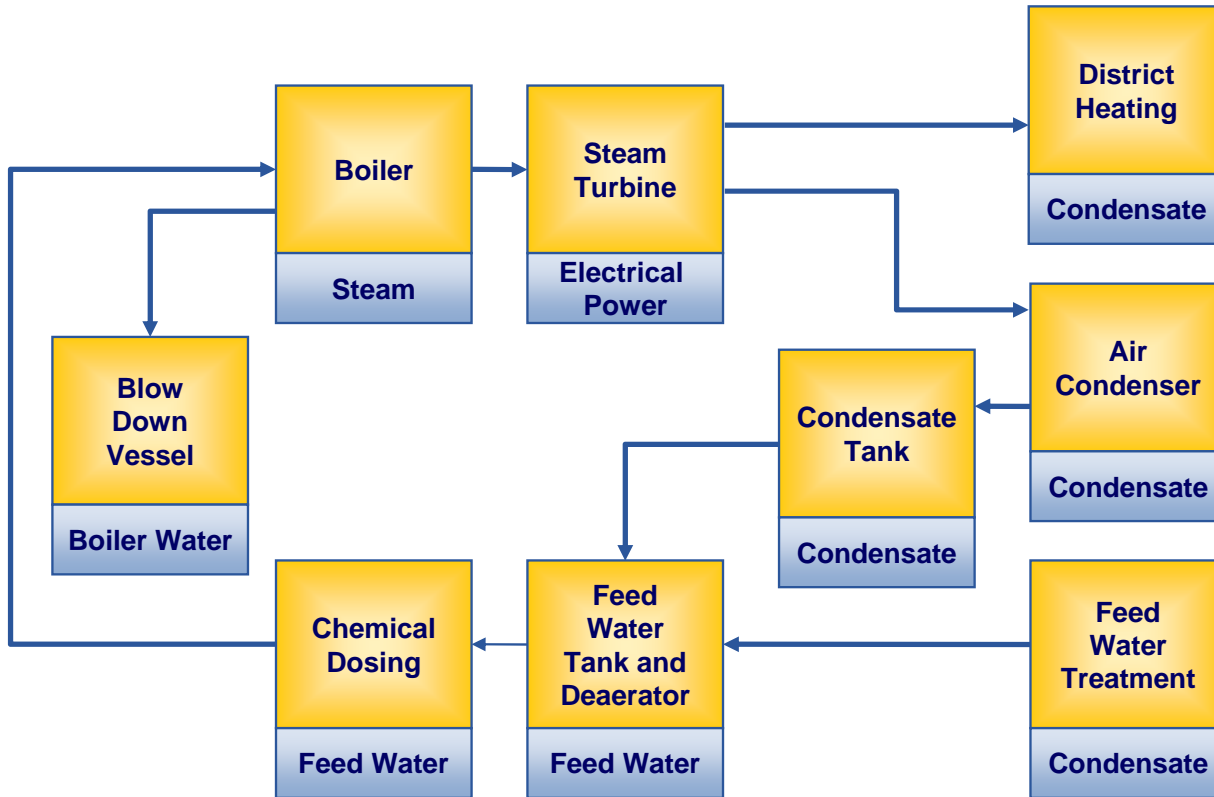 District
Heating
Condensate
Boiler
Steam
Steam
Turbine
Electrical
Power
Air
Condenser
Condensate
Blow
Down
Vessel
Boiler Water
Condensate
Tank
Condensate
Chemical
Dosing
Feed Water
Feed
Water
Tank and
Deaerator
Feed Water
Feed
Water
Treatment
Condensate